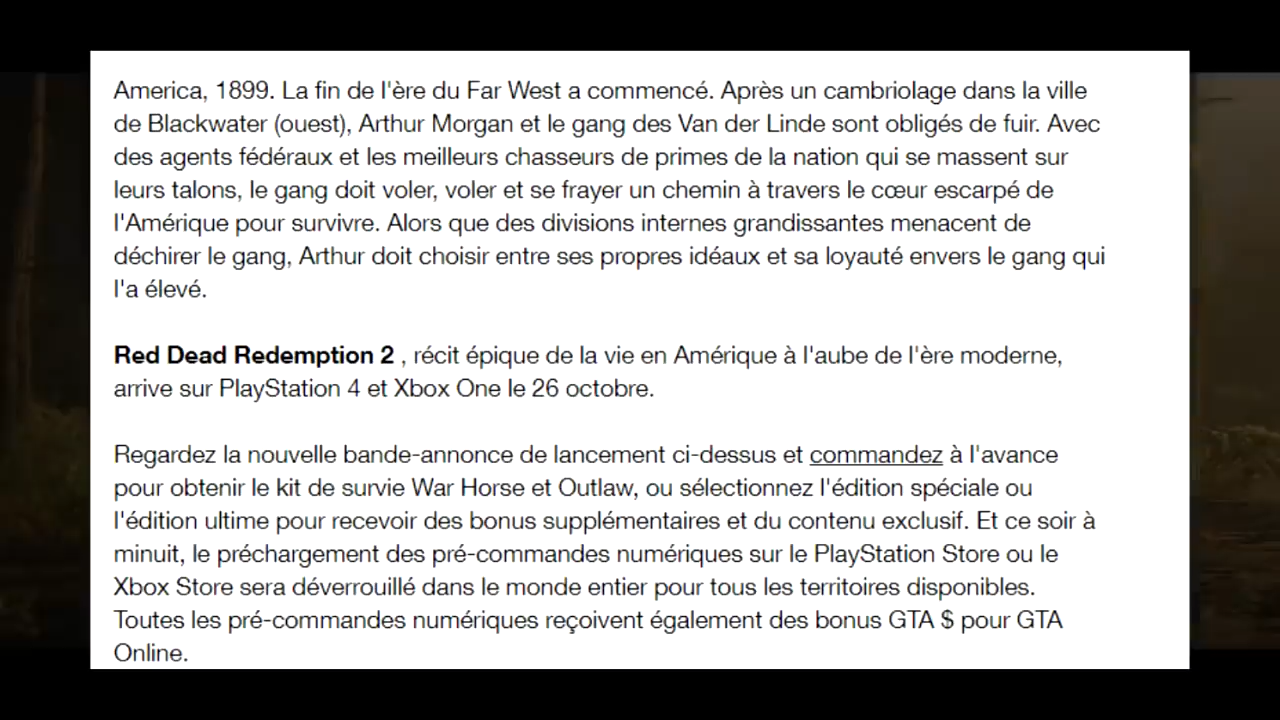 America, 1899. La fin de l'ère du Far West a commencé. Après un cambriolage dans la ville
de Blackwater (ouest), Arthur Morgan et le gang des Van der Linde sont obligés de fuir. Avec
des agents fédéraux et les meilleurs chasseurs de primes de la nation qui se massent sur
leurs talons, le gang doit voler, voler et se frayer un chemin à travers le cœur escarpé de
l'Amérique pour survivre. Alors que des divisions internes grandissantes menacent de
déchirer le gang, Arthur doit choisir entre ses propres idéaux et sa loyauté envers le gang qui
l'a élevé.
Red Dead Redemption 2 , récit épique de la vie en Amérique à l'aube de l'ère moderne,
arrive sur PlayStation 4 et Xbox One le 26 octobre.
Regardez la nouvelle bande-annonce de lancement ci-dessus et commandez à l'avance
pour obtenir le kit de survie War Horse et Outlaw, ou sélectionnez l'édition spéciale ou
l'édition ultime pour recevoir des bonus supplémentaires et du contenu exclusif. Et ce soir à
minuit, le préchargement des pré-commandes numériques sur le PlayStation Store ou le
Xbox Store sera déverrouillé dans le monde entier pour tous les territoires disponibles.
Toutes les pré-commandes numériques reçoivent également des bonus GTA $ pour GTA
Online.